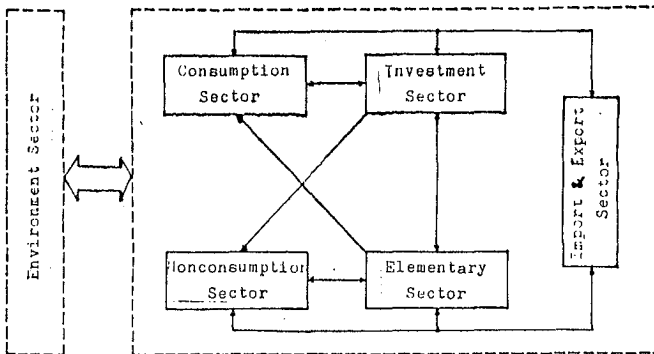 Consumption
Sector
Investment
Sector
Environment Sector
Import & Export
Sector
Nonconsumption
Sector
Elementary
Sector